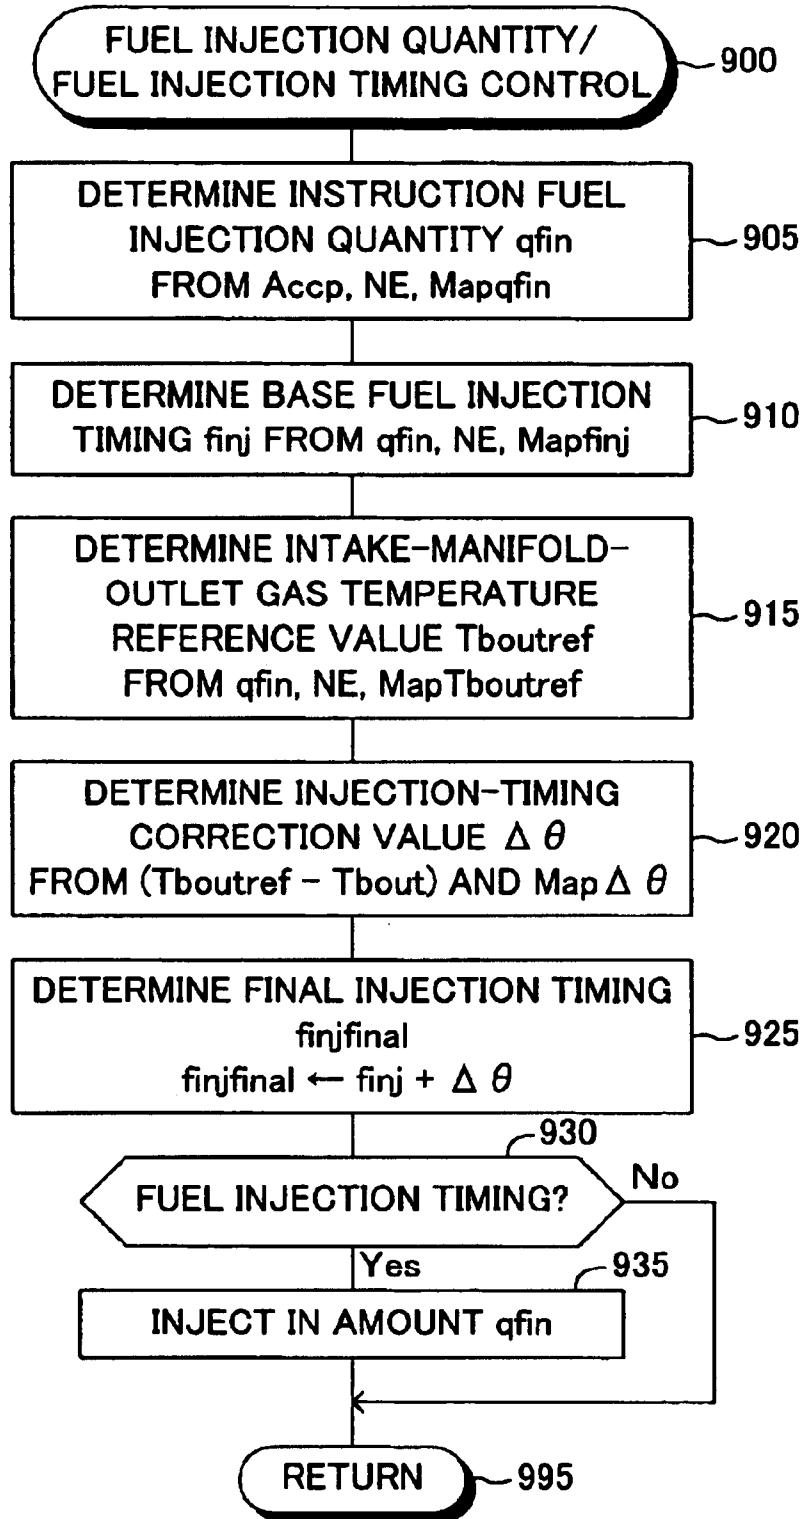 FUEL INJECTION QUANTITY/
FUEL INJECTION TIMING CONTROL
900
DETERMINE INSTRUCTION FUEL
INJECTION QUANTITY qfin
FROM Accp, NE, Mapqfin
905
DETERMINE BASE FUEL INJECTION
TIMING finj FROM qfin, NE, Mapfinj
910
DETERMINE INTAKE-MANIFOLD-
OUTLET GAS TEMPERATURE
REFERENCE VALUE Tboutref
FROM qfin, NE, MapTboutref
915
DETERMINE INJECTION-TIMING
CORRECTION VALUE Δ θ
FROM (Tboutref - Tbout) AND Map Δ θ
920
DETERMINE FINAL INJECTION TIMING
finjfinal
finjfinal ← finj + Δ θ
925
930
FUEL INJECTION TIMING?
No
Yes
935
INJECT IN AMOUNT qfin
RETURN
995